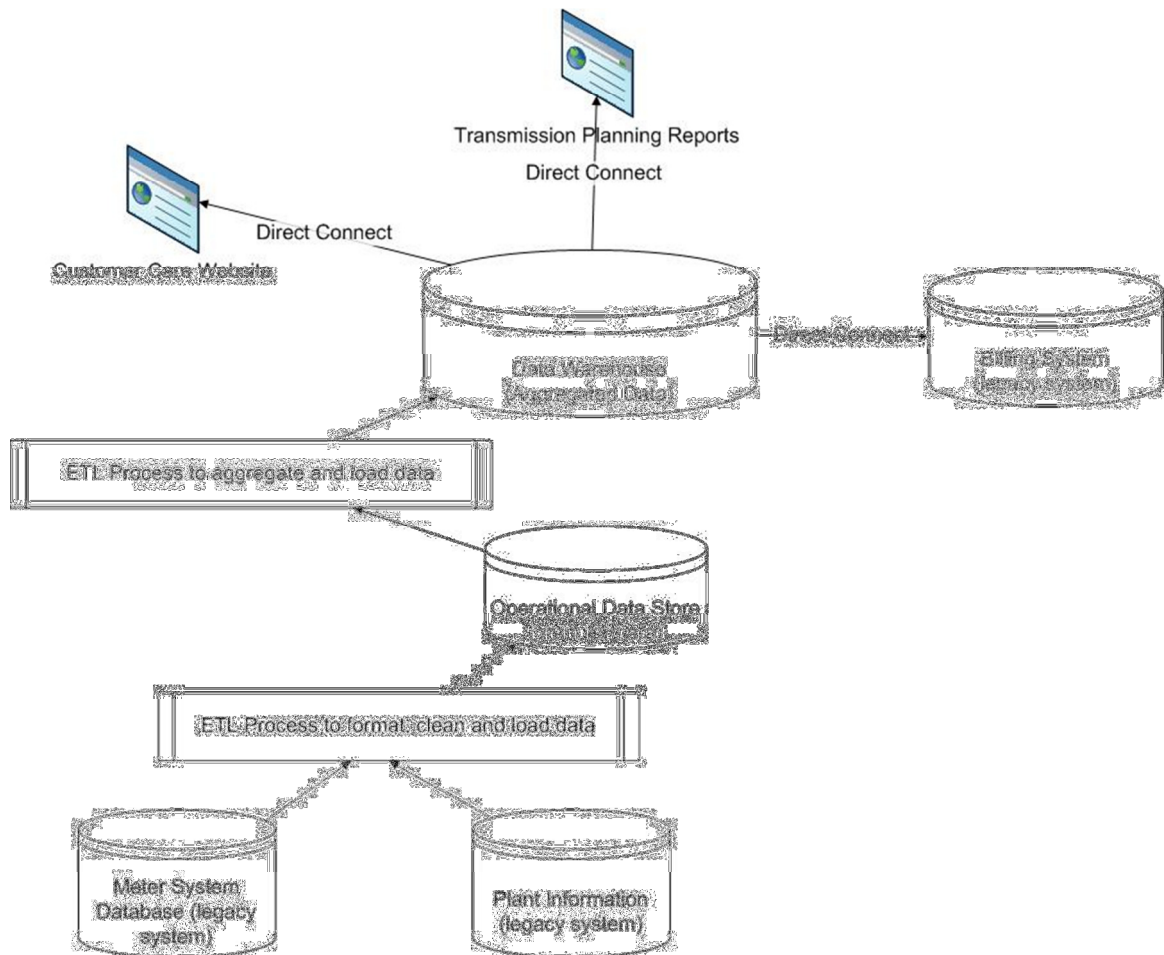 Transmission Planning Reports
Direct Connect
Direct Connect
Customer Care Website
Direct Connect
Data Warehouse
(Aggregated Data)
Billing System
(legacy system)
ETL Process to aggregate and load data
Operational Data Store
ETL Process to format, clean and load data
Meter System
Database (legacy
system)
Plant Information
(legacy system)